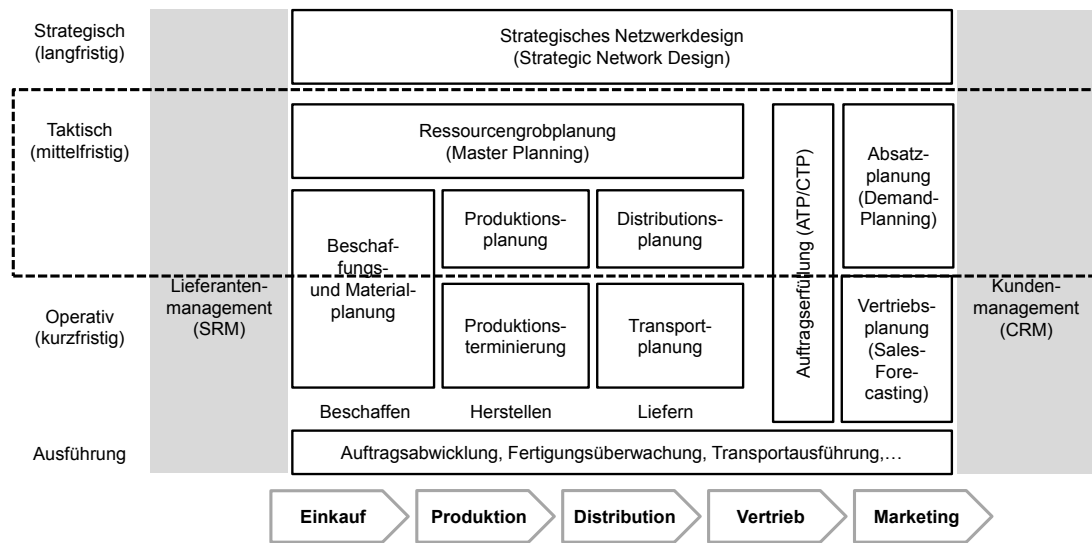 Strategisch
(langfristig)
Strategisches Netzwerkdesign
(Strategic Network Design)
Taktisch
(mittelfristig)
Ressourcengrobplanung
(Master Planning)
Beschaf-
fungs-
und Material-
planung
Produktions-
planung
Distributions-
planung
Auftragserfüllung (ATP/CTP)
Absatz-
planung
(Demand-
Planning)
Lieferanten-
management
(SRM)
Kunden-
management
(CRM)
Operativ
(kurzfristig)
Produktions-
terminierung
Transport-
planung
Vertriebs-
planung
(Sales-
Fore-
casting)
Beschaffen
Herstellen
Liefern
Ausführung
Auftragsabwicklung, Fertigungsüberwachung, Transportausführung,…
Einkauf
Produktion
Distribution
Vertrieb
Marketing